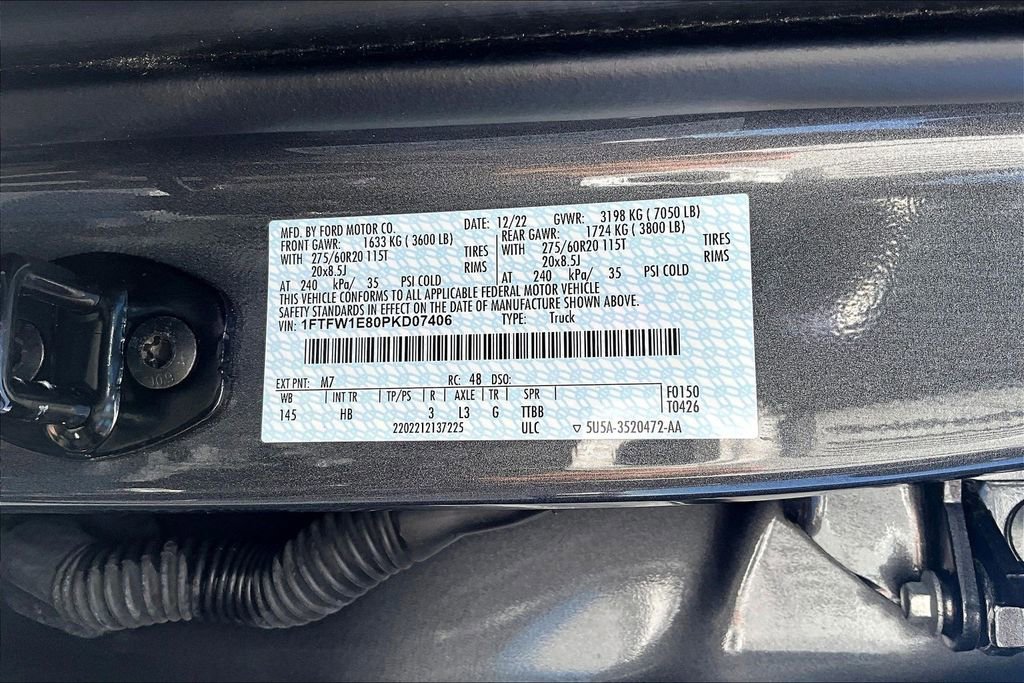 MFD. BY FORD MOTOR CO. DATE: 12/22 GVWR: 3198 KG ( 7050 LB)
FRONT GAWR: 1633 KG ( 3600 LB) REAR GAWR: 1724 KG ( 3800 LB)
WITH 275/60R20 115T TIRES WITH 275/60R20 115T TIRES
20x8.5J RIMS 20x8.5J RIMS
AT 240 kPa/ 35 PSI COLD AT 240 kPa/ 35 PSI COLD
THIS VEHICLE CONFORMS TO ALL APPLICABLE FEDERAL MOTOR VEHICLE
SAFETY STANDARDS IN EFFECT ON THE DATE OF MANUFACTURE SHOWN ABOVE.
VIN: 1FTFW1E80PKD07406 TYPE: Truck
EXT PNT: M7 RC: 48 DSO:
WB INT TR TP/PS R AXLE TR SPR F0150
145 HB 3 L3 G TTBB T0426
2202212137225 ULC ▽ 5U5A-3520472-AA
10.9